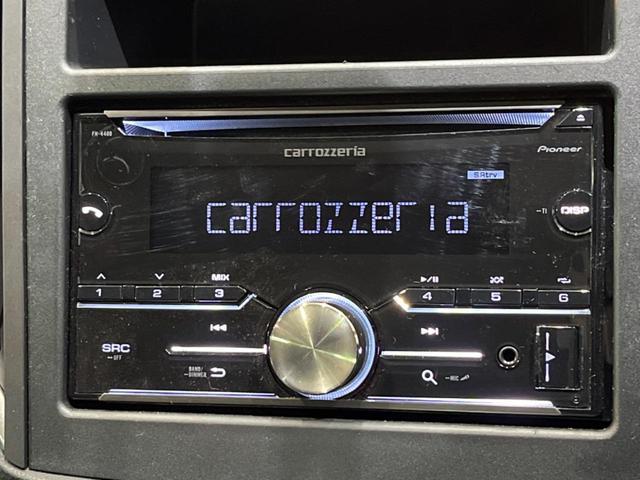 FH-4400
carrozzeria
Pioneer
S.Rtrv
carrozzeria
–TI
DISP
MIX
1
2
3
4
5
6
SRC
–OFF
BAND/
–DIMMER
–MIC